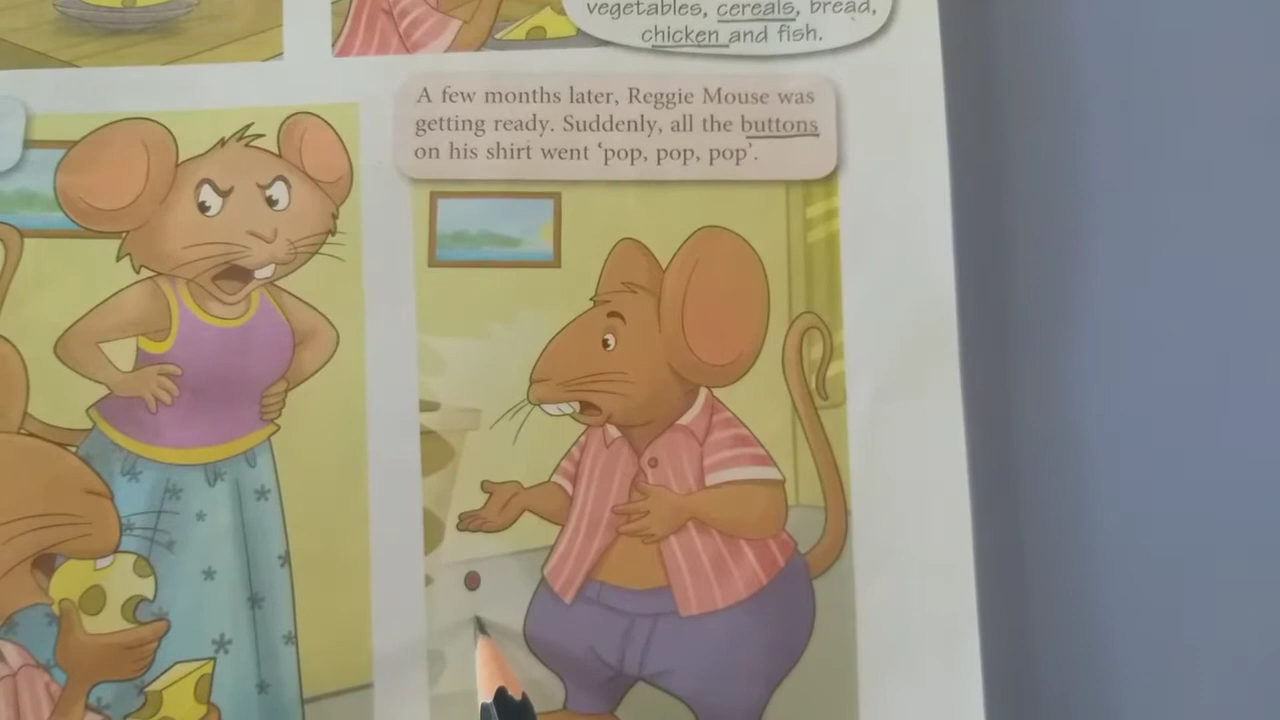 vegetables, cereals, bread,
chicken and fish.
A few months later, Reggie Mouse was
getting ready. Suddenly, all the buttons
on his shirt went ‘pop, pop, pop’.